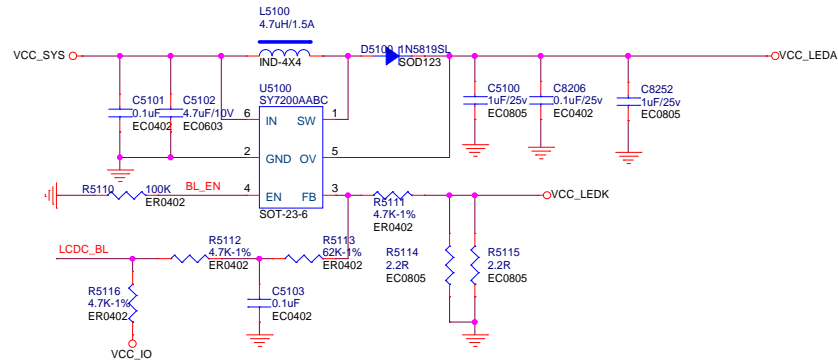 L5100
4.7uH/1.5A
VCC_SYS
D5100
1N5819SL
VCC_LEDA
IND-4X4
SOD123
U5100
SY7200AABC
C5101
0.1uF
EC0402
C5102
4.7uF/10V
EC0603
C5100
1uF/25v
EC0805
C8206
0.1uF/25v
EC0402
C8252
1uF/25v
EC0805
6
IN
SW
1
2
GND
OV
5
4
EN
FB
3
SOT-23-6
R5110
100K
ER0402
BL_EN
R5111
4.7K-1%
ER0402
VCC_LEDK
LCDC_BL
R5112
4.7K-1%
ER0402
R5113
62K-1%
ER0402
R5114
2.2R
EC0805
R5115
2.2R
EC0805
R5116
4.7K-1%
ER0402
C5103
0.1uF
EC0402
VCC_IO